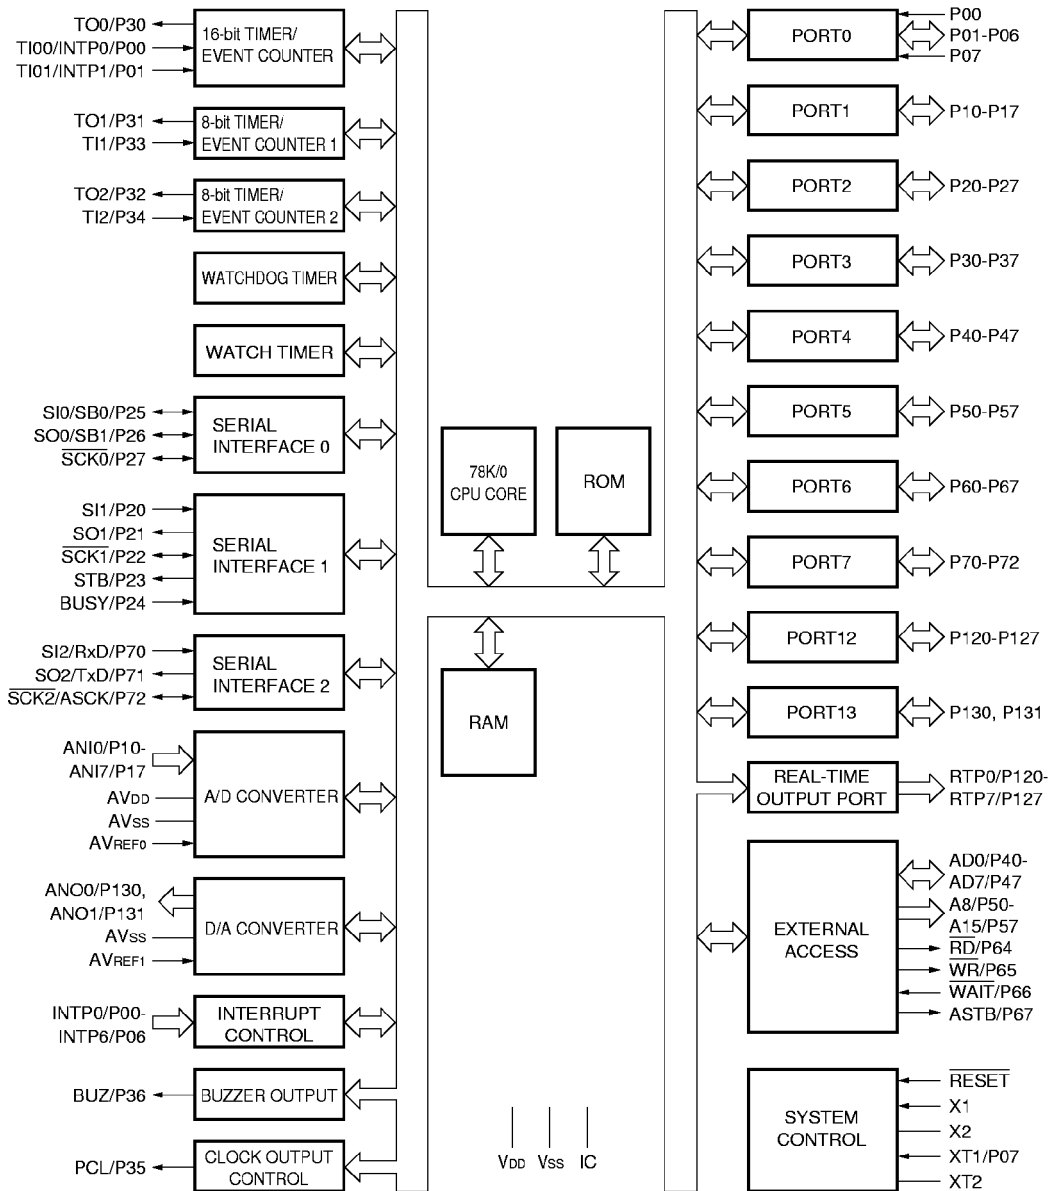 TO0/P30
TI00/INTP0/P00
TI01/INTP1/P01
16-bit TIMER/
EVENT COUNTER
TO1/P31
TI1/P33
8-bit TIMER/
EVENT COUNTER 1
TO2/P32
TI2/P34
8-bit TIMER/
EVENT COUNTER 2
WATCHDOG TIMER
WATCH TIMER
SI0/SB0/P25
SO0/SB1/P26
SCK0/P27
SERIAL
INTERFACE 0
SI1/P20
SO1/P21
SCK1/P22
STB/P23
BUSY/P24
SERIAL
INTERFACE 1
SI2/RxD/P70
SO2/TxD/P71
SCK2/ASCK/P72
SERIAL
INTERFACE 2
ANI0/P10-
ANI7/P17
AVDD
AVSS
AVREF0
A/D CONVERTER
ANO0/P130,
ANO1/P131
AVSS
AVREF1
D/A CONVERTER
INTP0/P00-
INTP6/P06
INTERRUPT
CONTROL
BUZ/P36
BUZZER OUTPUT
PCL/P35
CLOCK OUTPUT
CONTROL
78K/0
CPU CORE
ROM
RAM
VDD
VSS
IC
PORT0
P00
P01-P06
P07
PORT1
P10-P17
PORT2
P20-P27
PORT3
P30-P37
PORT4
P40-P47
PORT5
P50-P57
PORT6
P60-P67
PORT7
P70-P72
PORT12
P120-P127
PORT13
P130, P131
REAL-TIME
OUTPUT PORT
RTP0/P120-
RTP7/P127
EXTERNAL
ACCESS
AD0/P40-
AD7/P47
A8/P50-
A15/P57
RD/P64
WR/P65
WAIT/P66
ASTB/P67
SYSTEM
CONTROL
RESET
X1
X2
XT1/P07
XT2